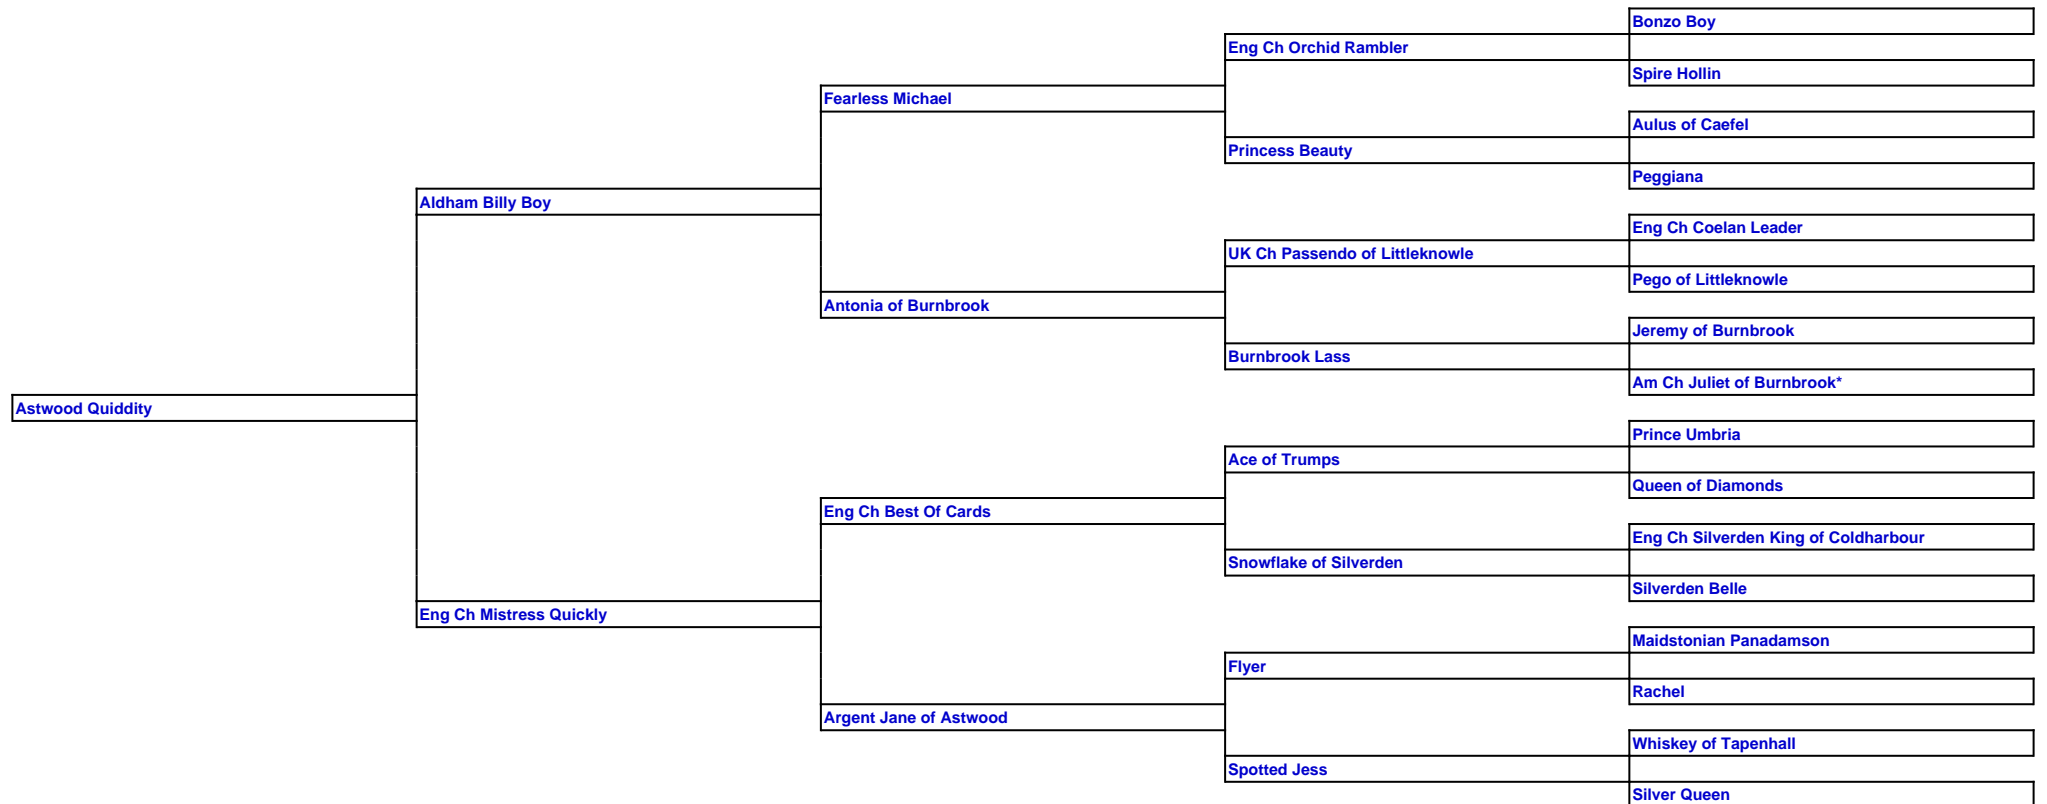 Bonzo Boy
Eng Ch Orchid Rambler
Spire Hollin
Fearless Michael
Aulus of Caefel
Princess Beauty
Peggiana
Aldham Billy Boy
Eng Ch Coelan Leader
UK Ch Passendo of Littleknowle
Pego of Littleknowle
Antonia of Burnbrook
Jeremy of Burnbrook
Burnbrook Lass
Am Ch Juliet of Burnbrook*
Astwood Quiddity
Prince Umbria
Ace of Trumps
Queen of Diamonds
Eng Ch Best Of Cards
Eng Ch Silverden King of Coldharbour
Snowflake of Silverden
Silverden Belle
Eng Ch Mistress Quickly
Maidstonian Panadamson
Flyer
Rachel
Argent Jane of Astwood
Whiskey of Tapenhall
Spotted Jess
Silver Queen